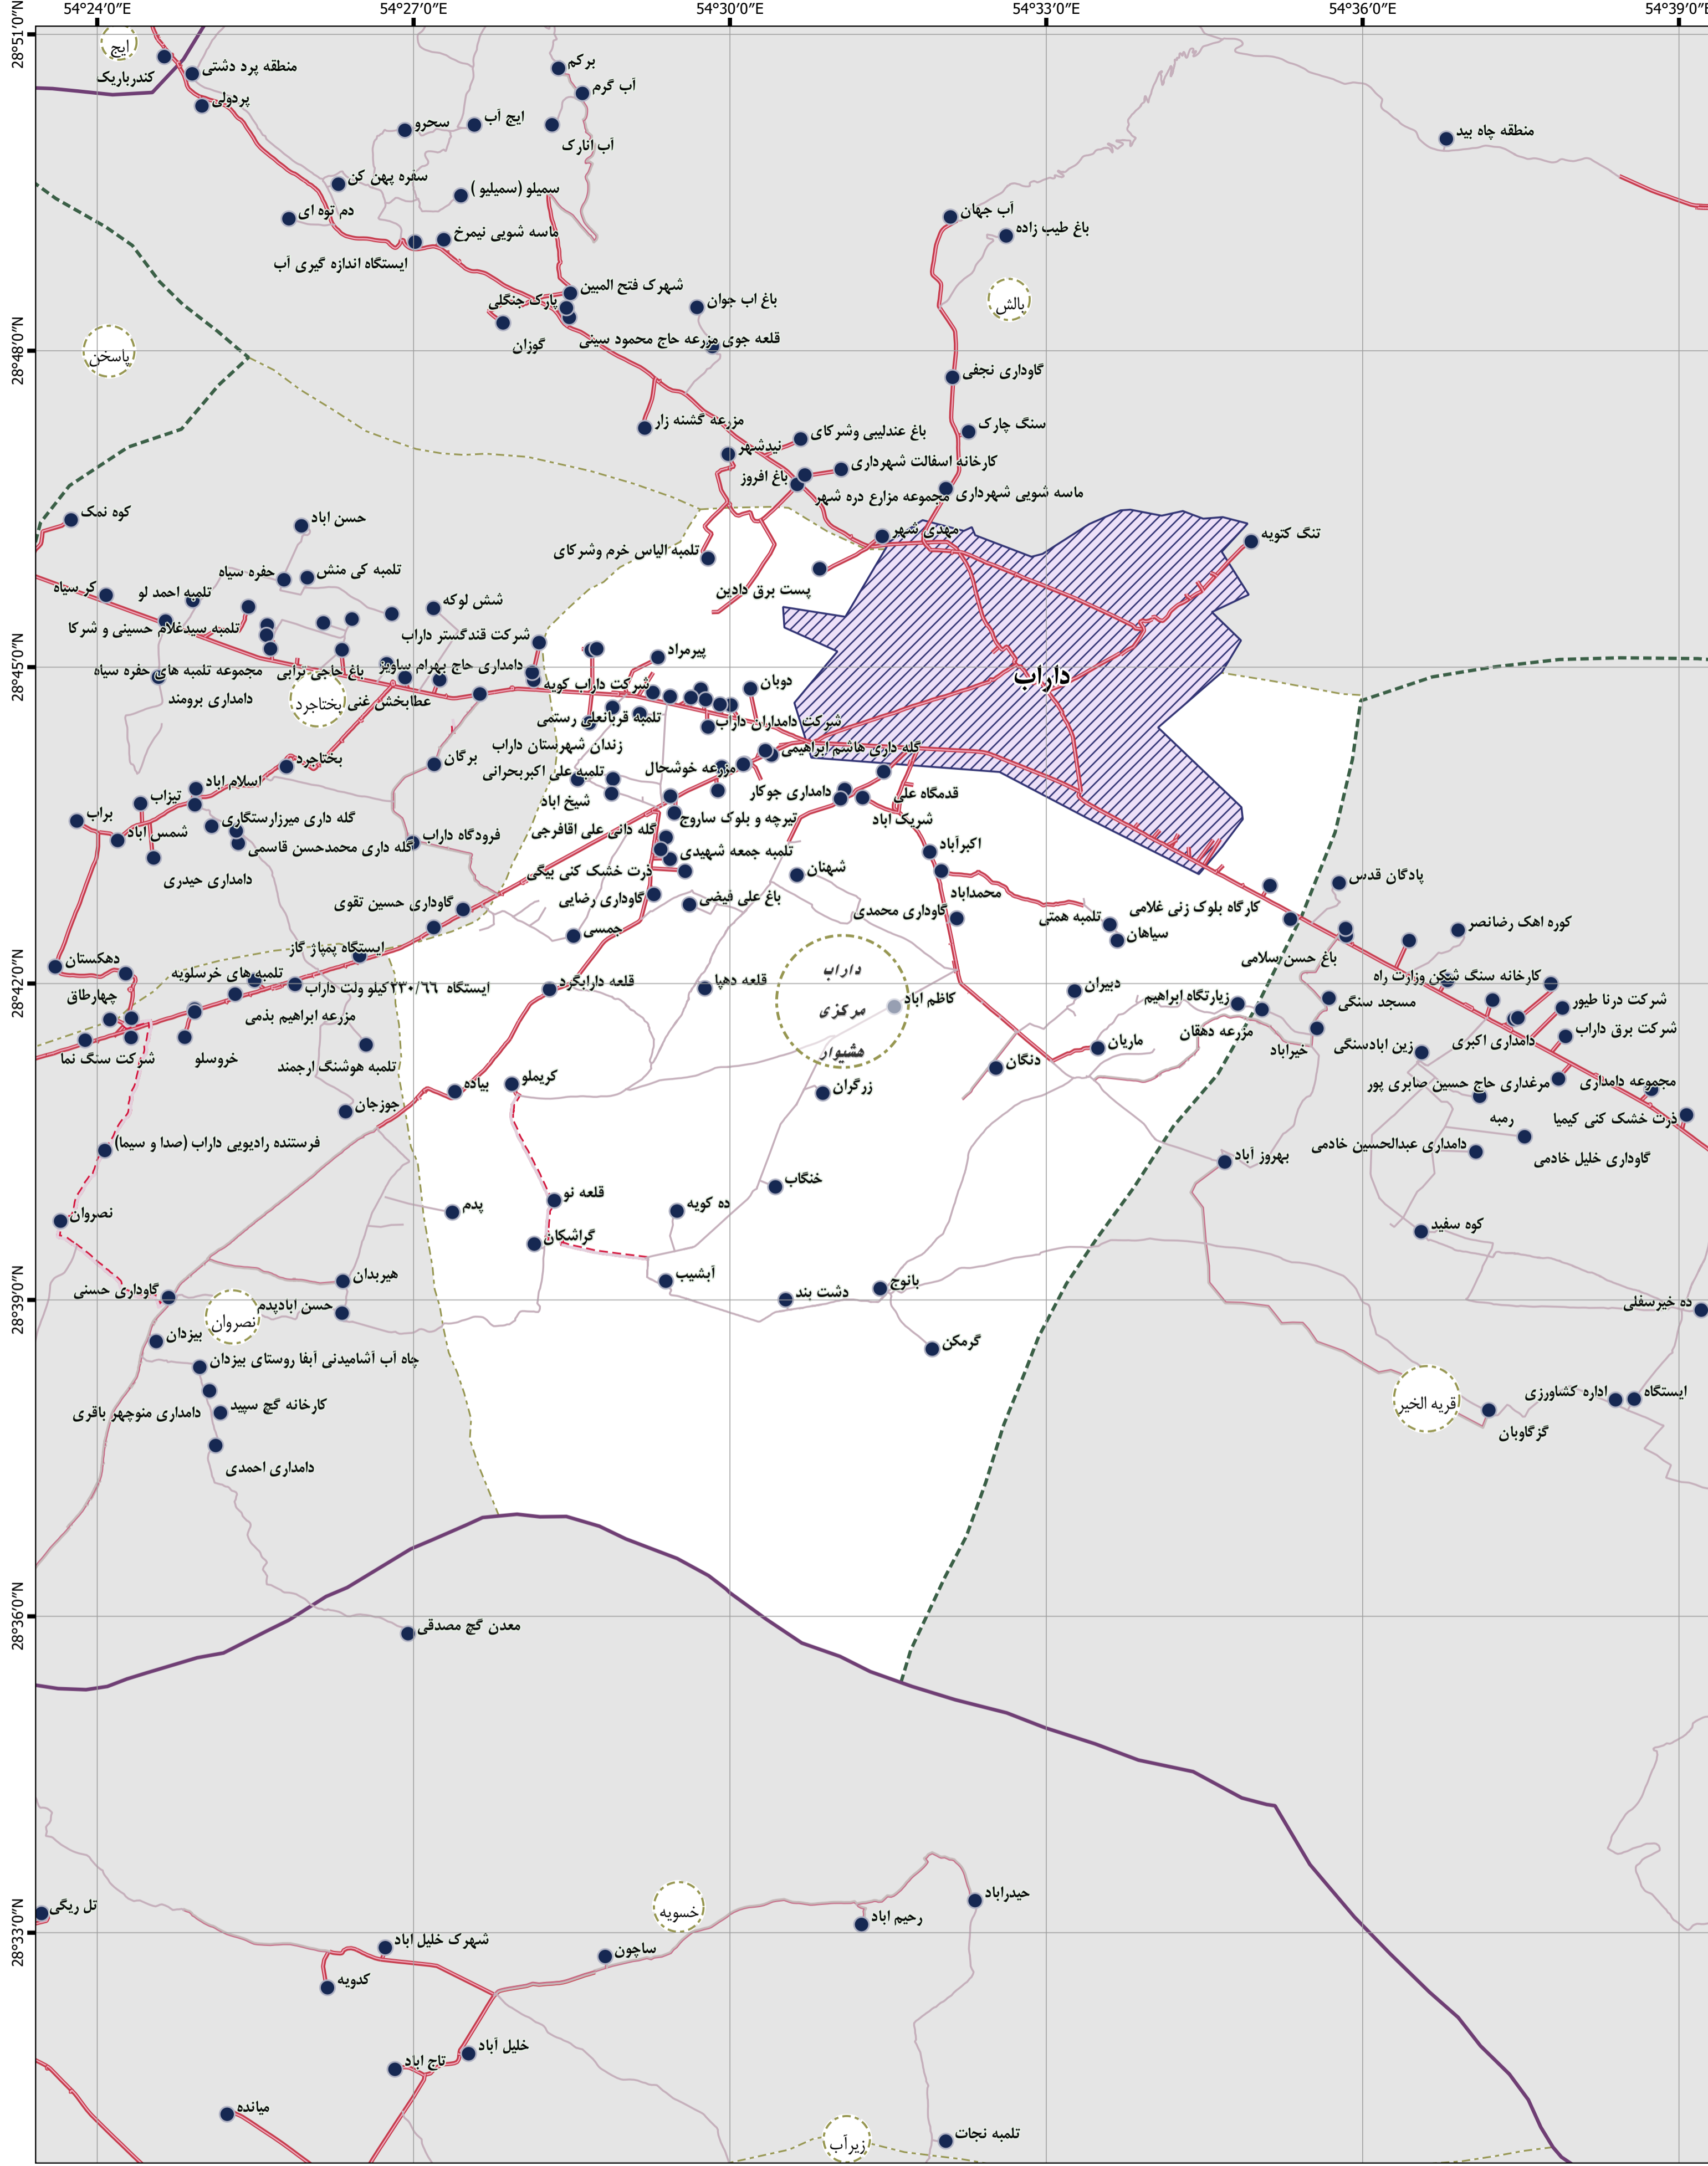 54°24'0"E
54°27'0"E
54°30'0"E
54°33'0"E
54°36'0"E
54°39'0"E
28°51'0"N
28°48'0"N
28°45'0"N
28°42'0"N
28°39'0"N
28°36'0"N
28°33'0"N
ایج
کندرباریک
منطقه پرد دشتی
پردولی
برکم
آب گرم
سحرو
ایج آب
آب انارک
منطقه چاه بید
سفره پهن کن
سمیلو (سمیلیو )
دم توه ای
آب جهان
باغ طیب زاده
ماسه شویی نیمرخ
ایستگاه اندازه گیری آب
شهرک فتح المبین
پارک جنگلی
باغ اب جوان
پالش
گوزان
قلعه جوی مزرعه حاج محمود سینی
پاسخن
گاوداری نجفی
مزرعه گشنه زار
باغ عندلیبی وشرکای
سنگ چارک
نیدشهر
کارخانه اسفالت شهرداری
باغ افروز
مجموعه مزارع دره شهر
ماسه شویی شهرداری
کوه نمک
حسن اباد
مهدی شهر
تنگ کتویه
تلمبه الیاس خرم وشرکای
حفره سیاه
تلمبه کی منش
پست برق دادین
کر سیاه
تلمبه احمد لو
شش لوکه
تلمبه سیدغلام حسینی و شرکا
شرکت قندگستر داراب
پیرمراد
مجموعه تلمبه های حفره سیاه
باغ حاجی ترابی
دامداری حاج بهرام ساویز
داراب
دامداری برومند
بختاجرد
عطابخش غنی
شرکت داراب کویه
دوبان
تلمبه قربانعلی رستمی
شرکت دامداران داراب
زندان شهرستان داراب
گله داری هاشم ابراهیمی
بختاجرد
برگان
تلمبه علی اکبربحرانی
مزرعه خوشحال
اسلام اباد
تیزاب
شیخ اباد
دامداری جوکار
قدمگاه علی
براب
گله داری میرزارستگاری
تیرچه و بلوک ساروج
شریک اباد
شمس آباد
فرودگاه داراب
گله دانی علی اقافرجی
اکبرآباد
گله داری محمدحسن قاسمی
تلمبه جمعه شهیدی
دامداری حیدری
ذرت خشک کنی بیگی
شهنان
پادگان قدس
محمداباد
گاوداری حسین تقوی
گاوداری رضایی
باغ علی فیضی
گاوداری محمدی
تلمبه همتی
کارگاه بلوک زنی غلامی
کوره اهک رضانصر
جمسی
سیاهان
ایستگاه پمپاژ گاز
باغ حسن سلامی
دهکستان
تلمبه های خرسلویه
قلعه دارابگرد
قلعه دهیا
داراب
مرکزی
هشیوار
کاظم اباد
دبیران
کارخانه سنگ شکن وزارت راه
چهارطاق
ایستگاه ۲۳۰/۶۶کیلو ولت داراب
زیارتگاه ابراهیم
مسجد سنگی
شرکت درنا طیور
مزرعه ابراهیم بذمی
مزرعه دهقان
شرکت برق داراب
شرکت سنگ نما
خروسلو
تلمبه هوشنگ ارجمند
ماریان
خیراباد
زین ابادسنگی
دامداری اکبری
دنگان
بیاده
کریملو
زرگران
مرغداری حاج حسین صابری پور
مجموعه دامداری
جوزجان
رمبه
ذرت خشک کنی کیمیا
فرستنده رادیویی داراب (صدا و سیما)
دامداری عبدالحسین خادمی
بهروز آباد
گاوداری خلیل خادمی
خنگاب
نصروان
پدم
قلعه نو
ده کویه
کوه سفید
گراشکان
هیربدان
گاوداری حسنی
آبشیب
بانوج
دشت بند
ده خیرسفلی
نصروان
حسن ابادپدم
بیزدان
گرمکن
چاه آب آشامیدنی آبفا روستای بیزدان
قریه الخیر
اداره کشاورزی
ایستگاه
کارخانه گچ سپید
دامداری منوچهر باقری
گزگاویان
دامداری احمدی
معدن گچ مصدقی
تل ریگی
خسویه
حیدراباد
رحیم اباد
شهرک خلیل اباد
ساچون
کدویه
خلیل آباد
تاج اباد
میانده
زیرآب
تلمبه نجات